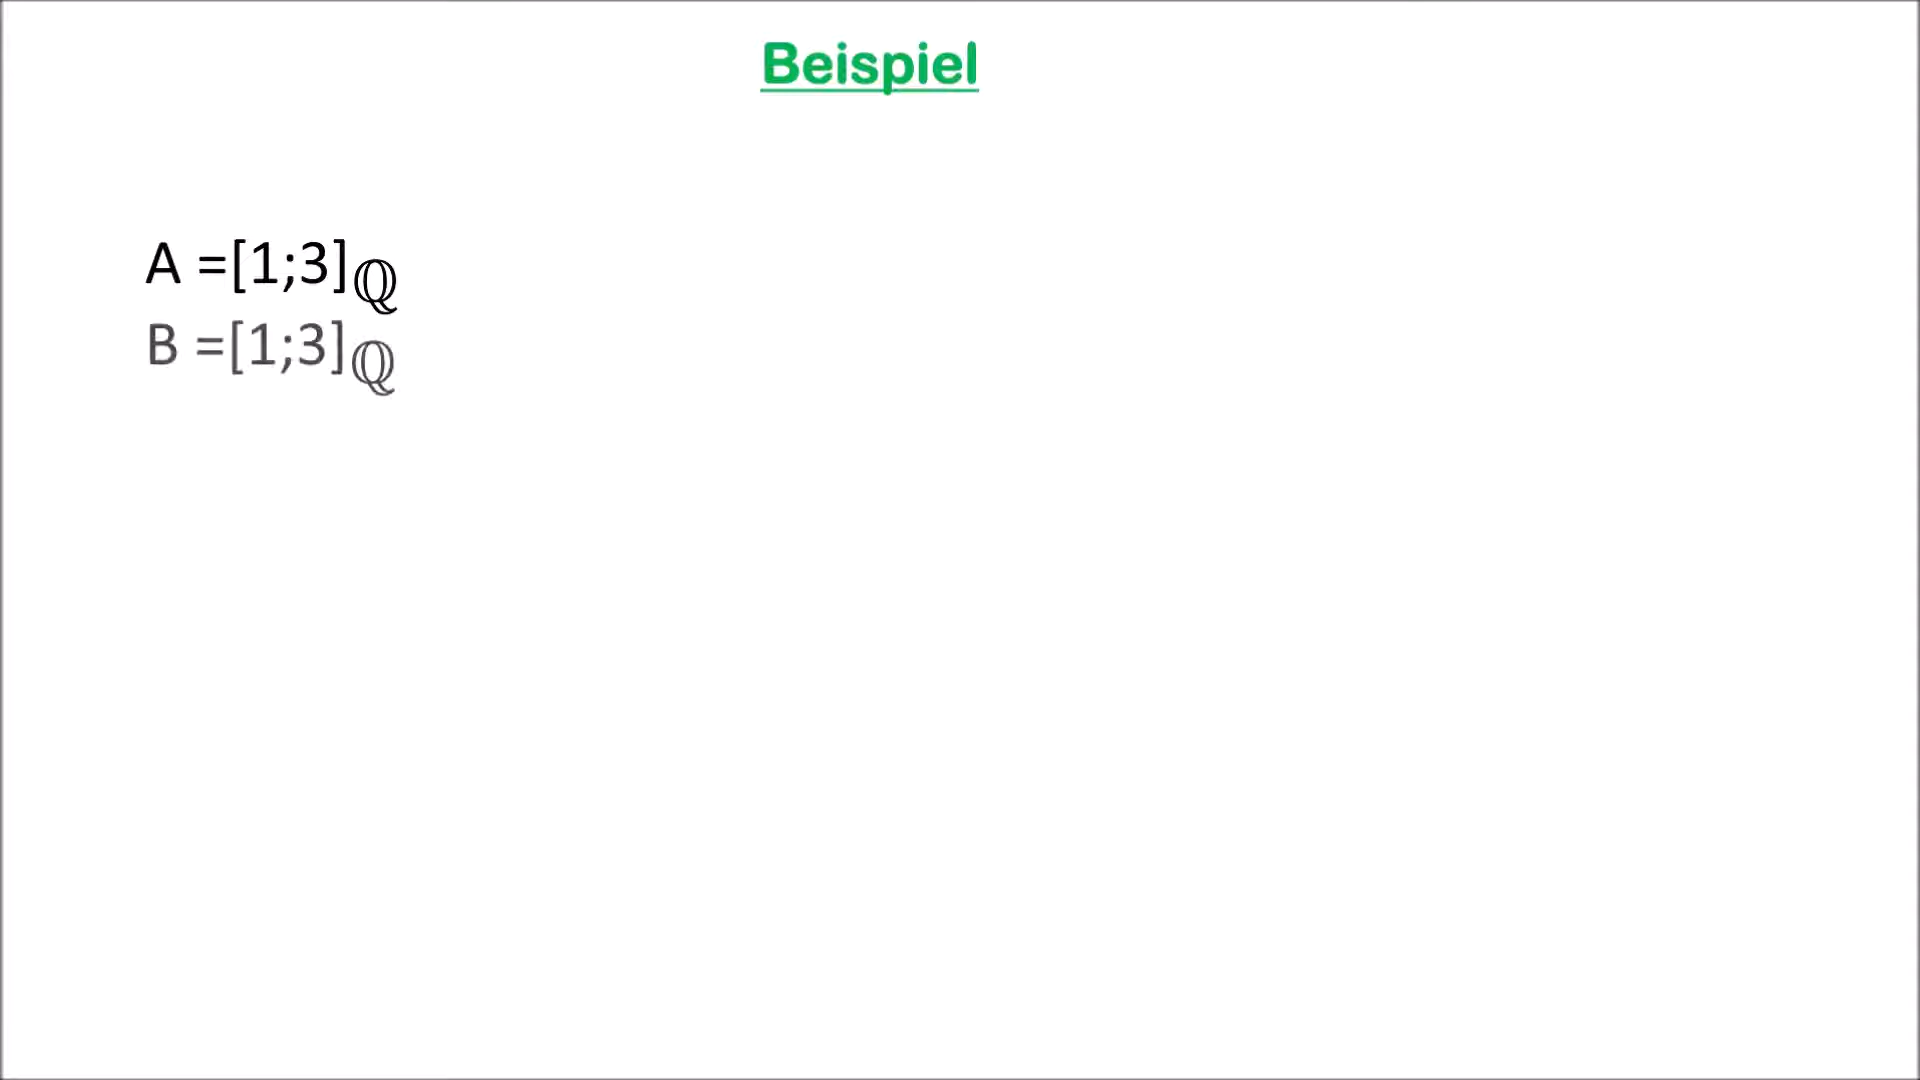 Beispiel
A =[1;3]ℚ
B =[1;3]ℚ